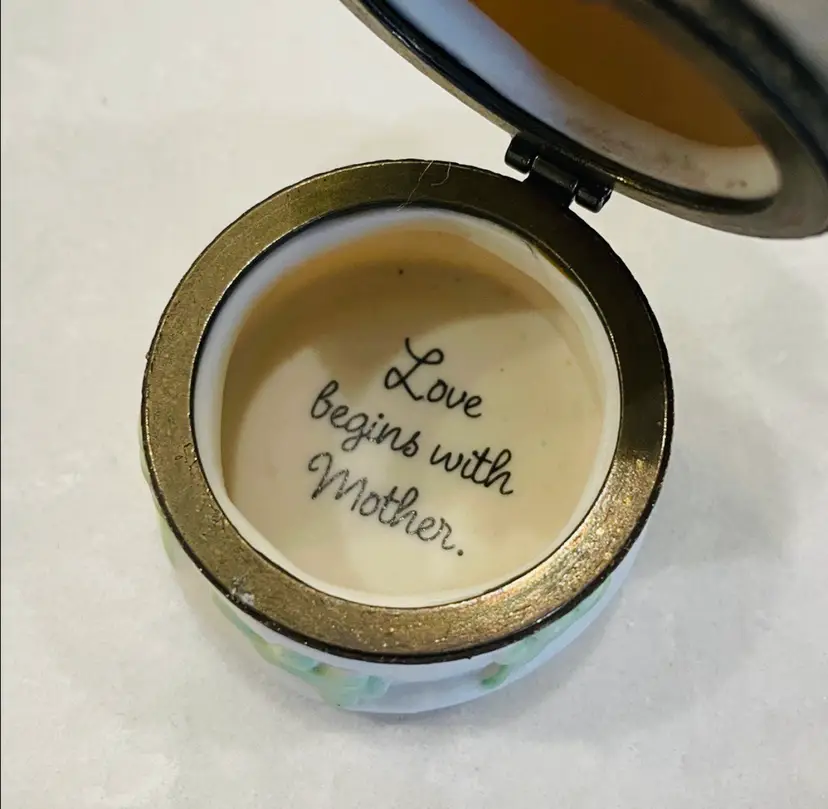 Love
begins with
Mother.